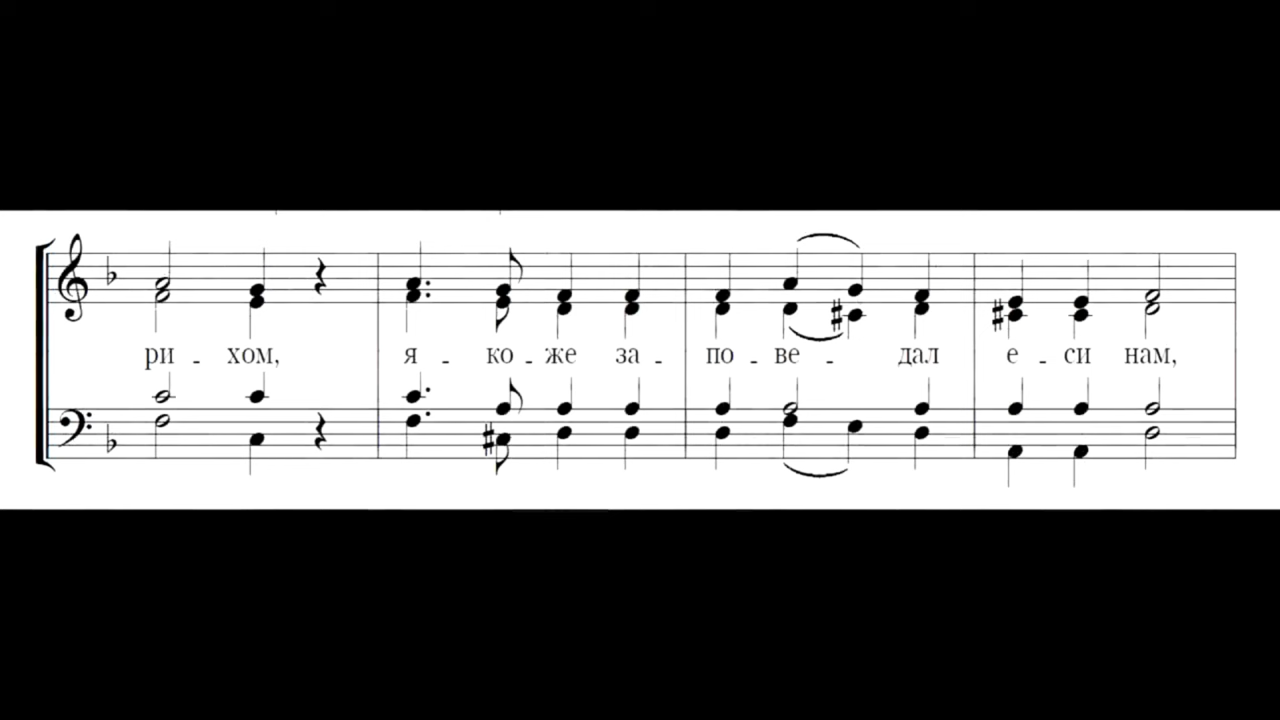 ри - хом, я - ко - же за - по - ве - дал е - си нам,